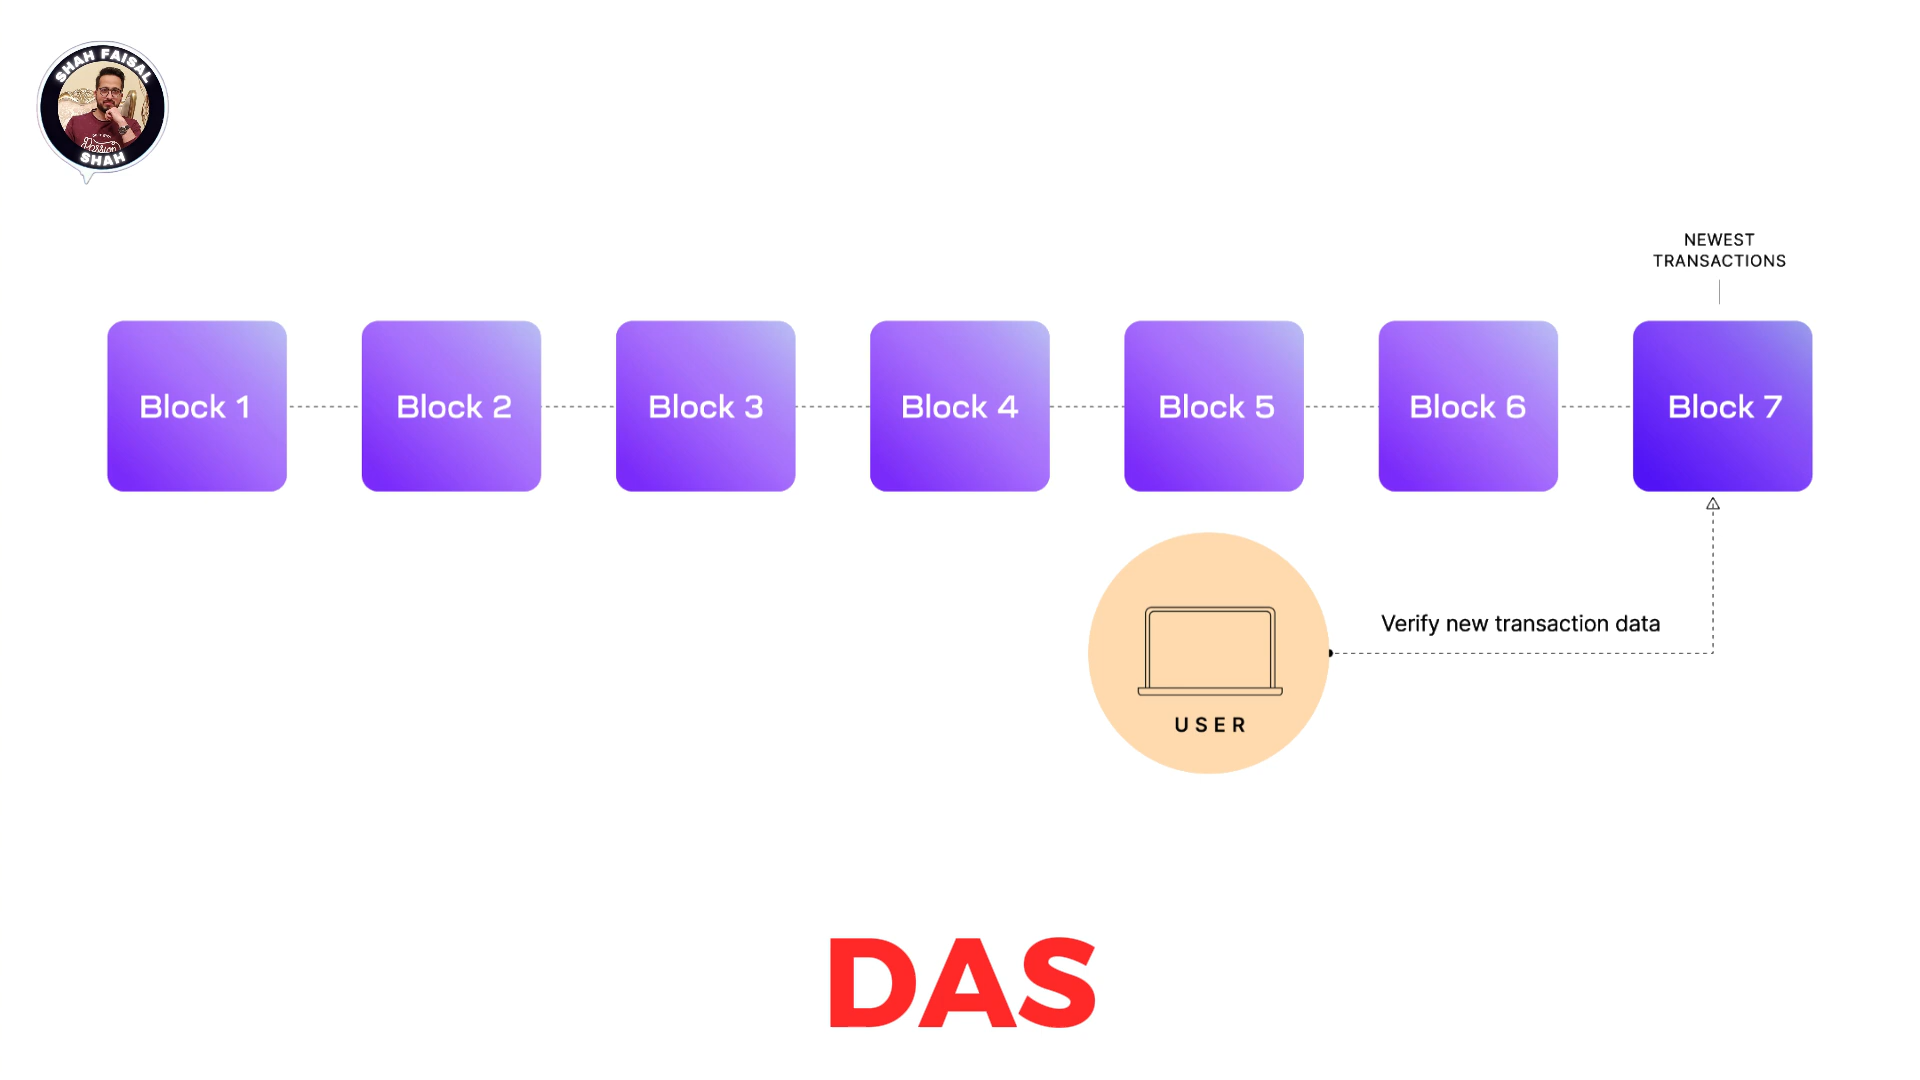 SHAH FAISAL
Passion
SHAH
NEWEST
TRANSACTIONS
Block 1
Block 2
Block 3
Block 4
Block 5
Block 6
Block 7
Verify new transaction data
USER
DAS